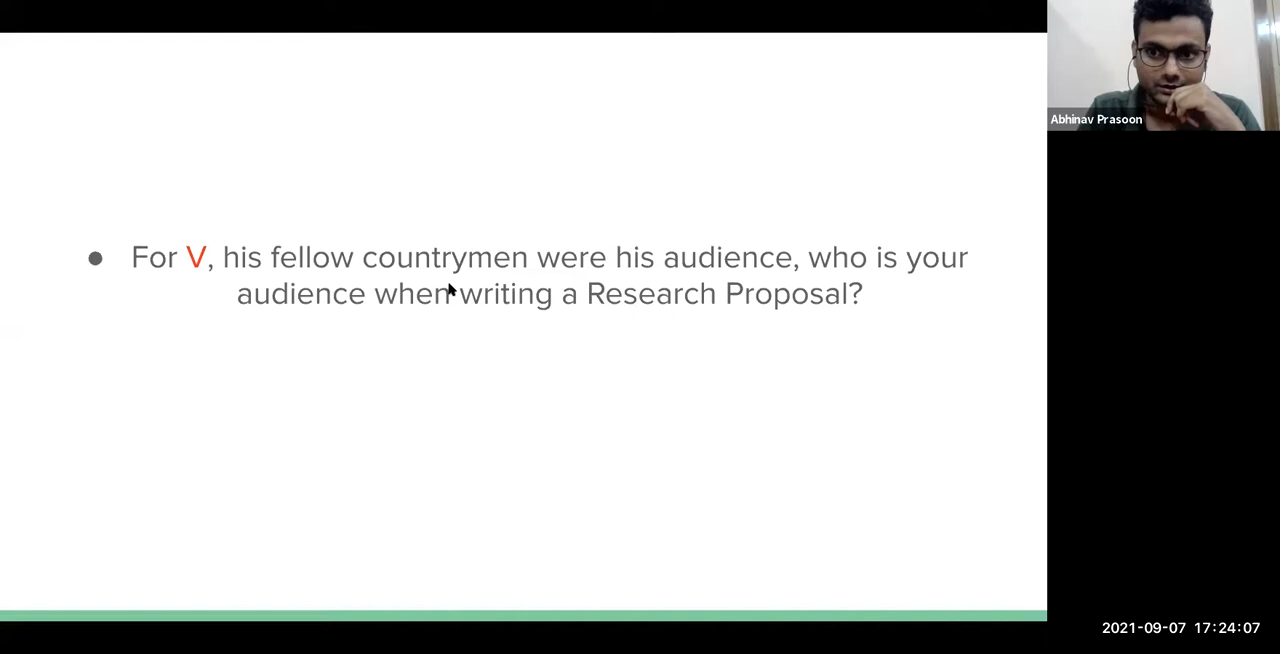 ● For V, his fellow countrymen were his audience, who is your
audience when writing a Research Proposal?
Abhinav Prasoon
2021-09-07 17:24:07